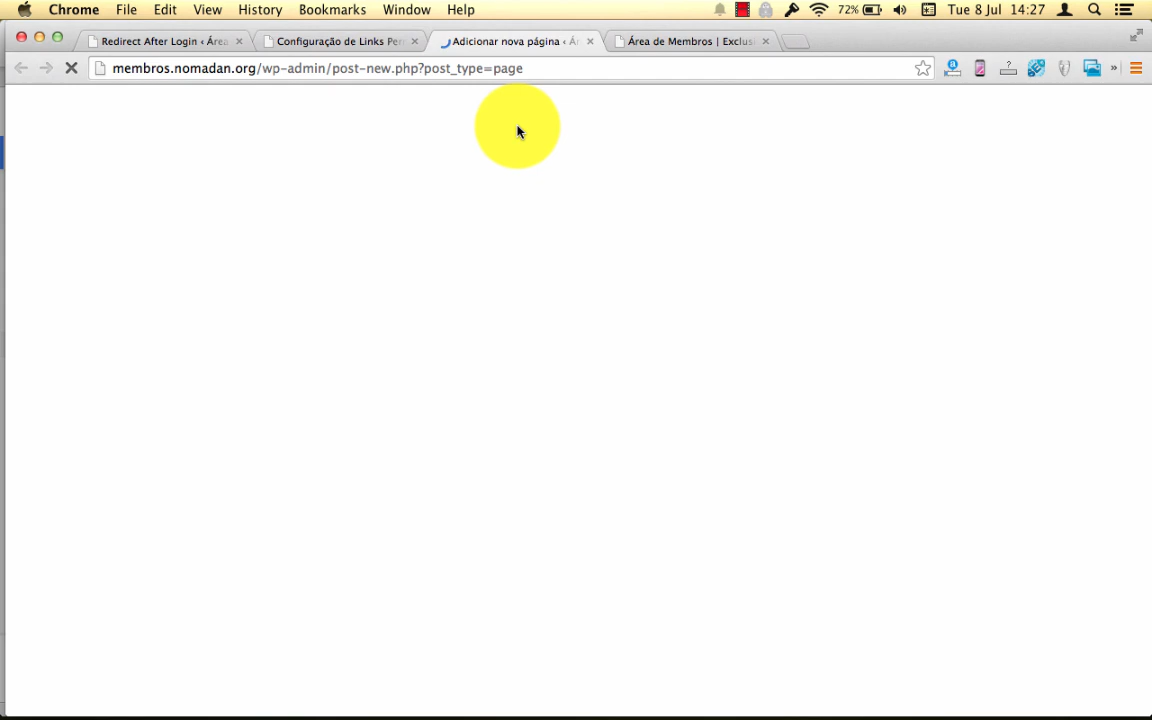 Chrome File Edit View History Bookmarks Window Help 72% Tue 8 Jul 14:27
Redirect After Login ‹ Área Configuração de Links Per Adicionar nova página ‹ Ár Área de Membros | Exclus
membros.nomadan.org/wp-admin/post-new.php?post_type=page